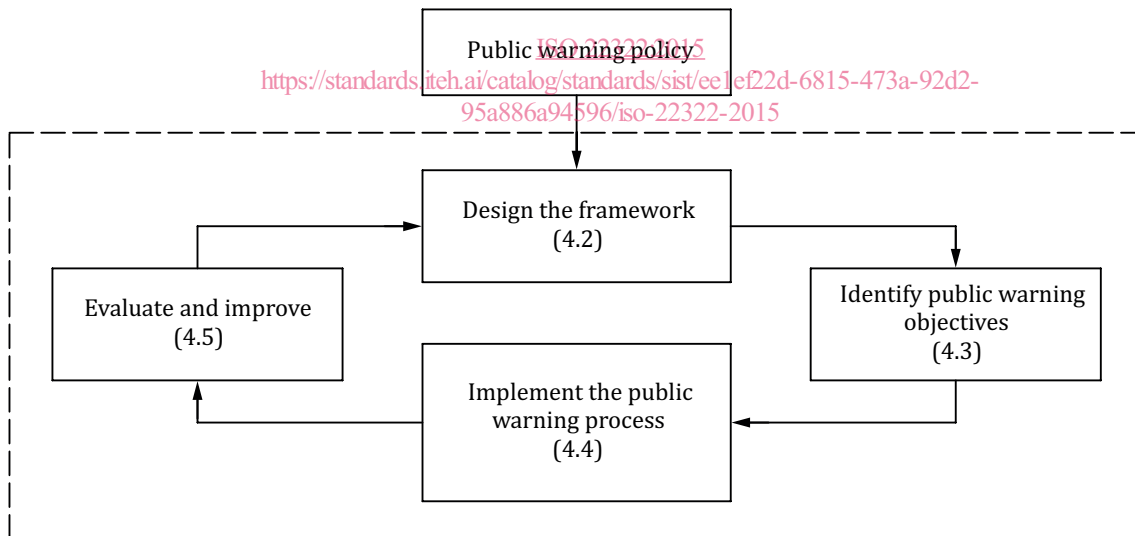 ISO 22322:2015
Public warning policy
https://standards.iteh.ai/catalog/standards/sist/ee1ef22d-6815-473a-92d2-
95a886a94596/iso-22322-2015
Design the framework
(4.2)
Evaluate and improve
(4.5)
Identify public warning
objectives
(4.3)
Implement the public
warning process
(4.4)